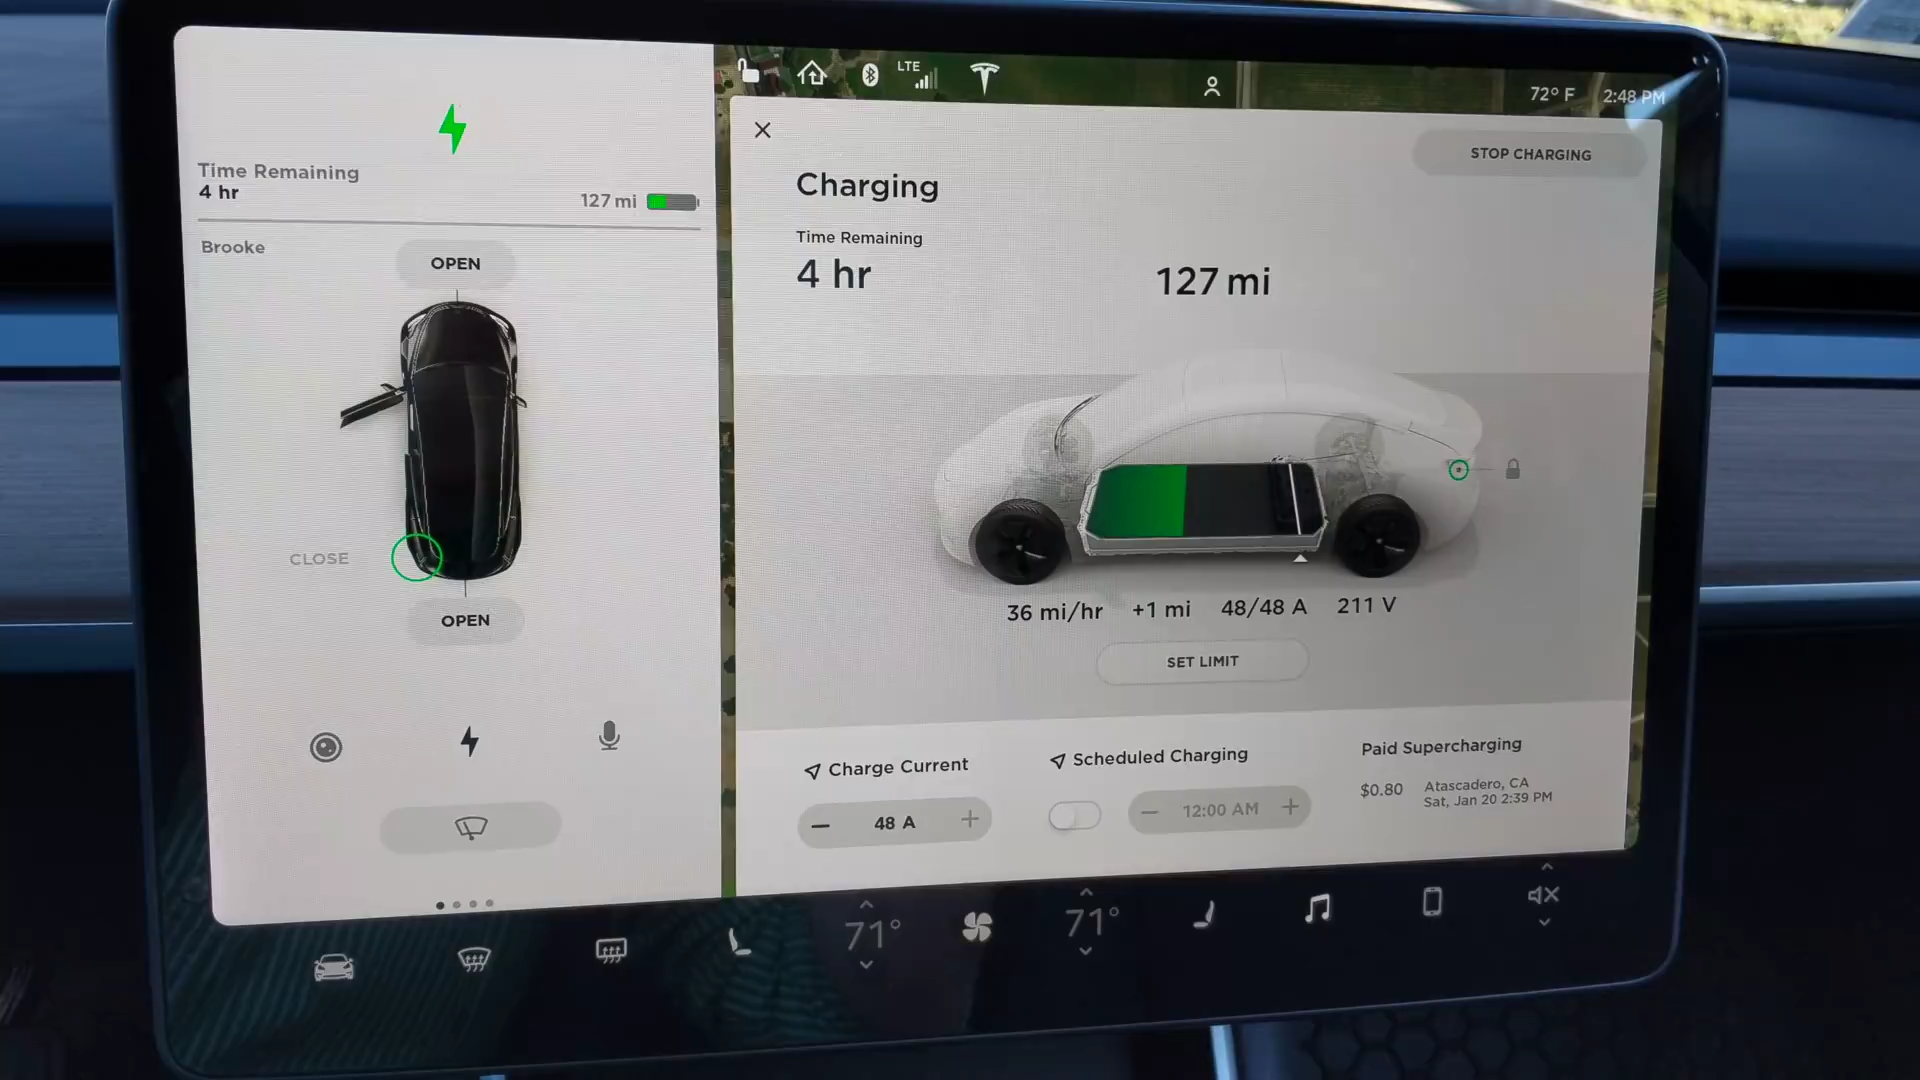 LTE
72° F
2:48 PM
Time Remaining
4 hr
127 mi
Brooke
OPEN
CLOSE
OPEN
STOP CHARGING
Charging
Time Remaining
4 hr
127 mi
36 mi/hr +1 mi 48/48 A 211 V
SET LIMIT
Charge Current
48 A
Scheduled Charging
12:00 AM
Paid Supercharging
$0.80
Atascadero, CA
Sat, Jan 20 2:39 PM
71°
71°